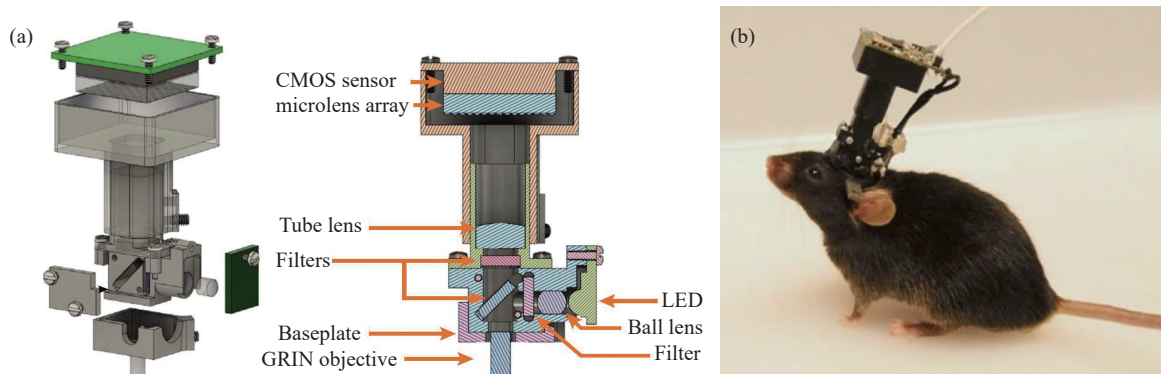 (a)
CMOS sensor
microlens array
Tube lens
Filters
Baseplate
GRIN objective
LED
Ball lens
Filter
(b)